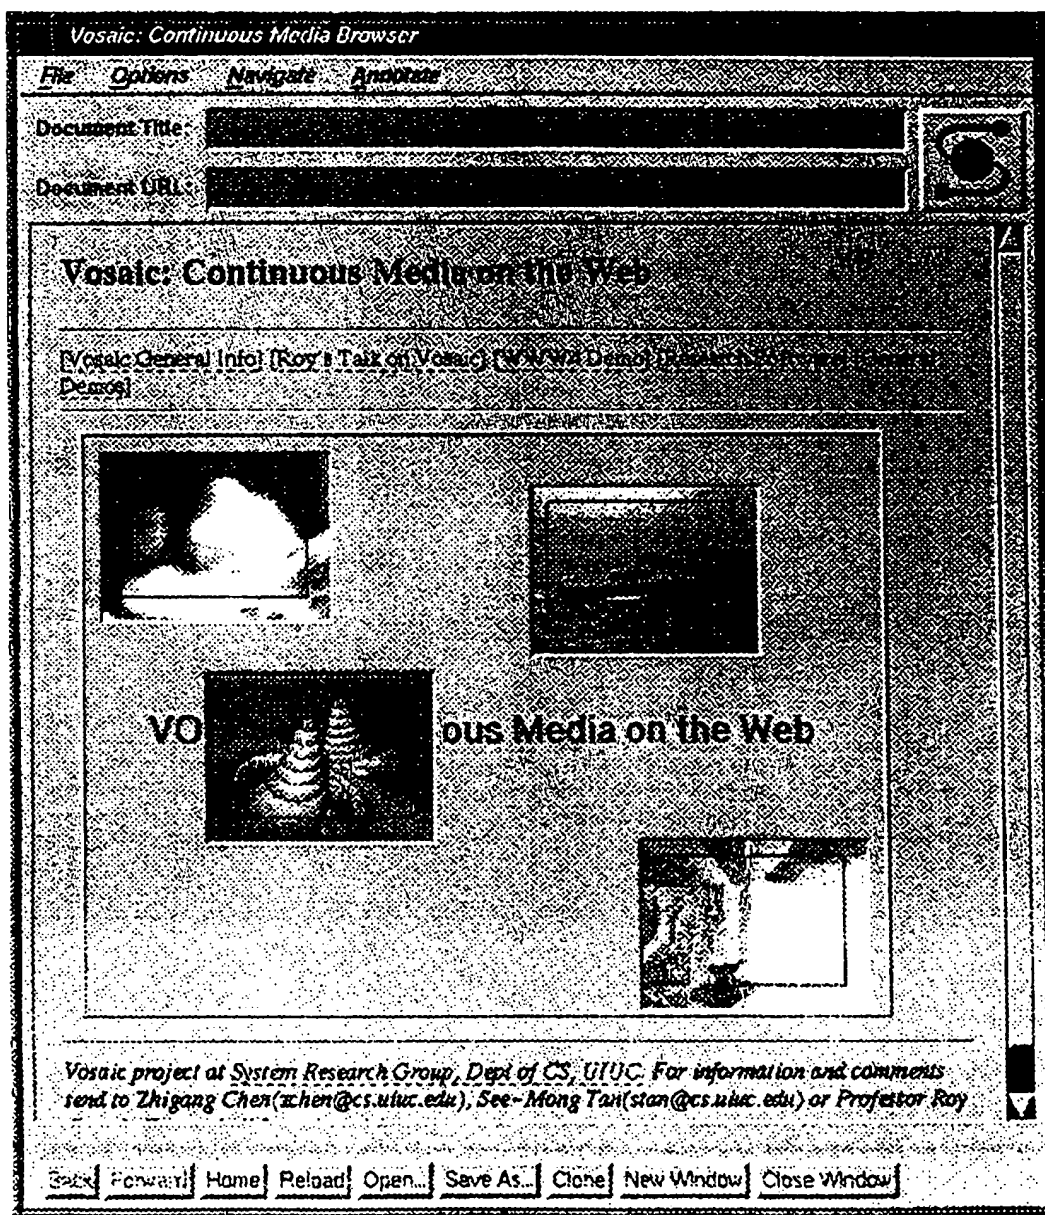 Vosaic: Continuous Media Browser
File Options Navigate Annotate
Document Title:
Document URL:
Vosaic: Continuous Media on the Web
[Vosaic General Info] [Roy's Talk on Vosaic] [WWW4 Demo]
Demos]
VO ous Media on the Web
Vosaic project at System Research Group, Dept of CS, UIUC. For information and comments
send to Zhigang Chen(zchen@cs.uiuc.edu), See-Mong Tan(stan@cs.uiuc.edu) or Professor Roy
Back Forward Home Reload Open... Save As... Clone New Window Close Window